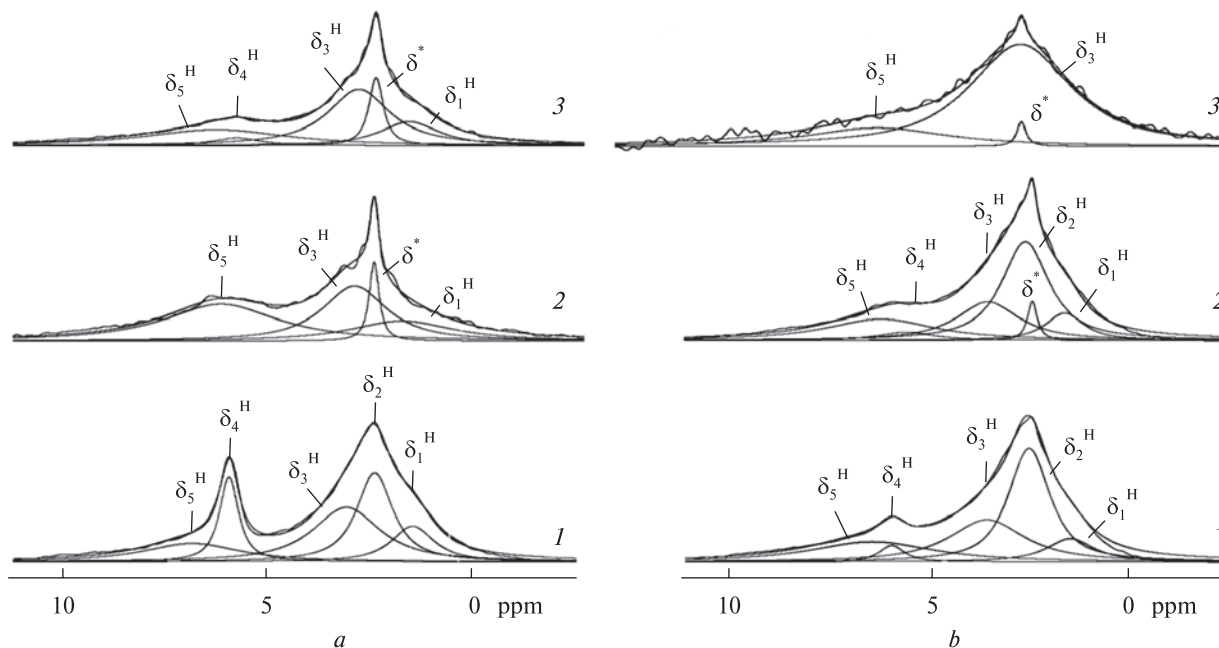 δ₅ᴴ δ₄ᴴ δ₃ᴴ δ* δ₁ᴴ 3
δ₅ᴴ δ₃ᴴ δ* δ₁ᴴ 2
δ₅ᴴ δ₄ᴴ δ₃ᴴ δ₂ᴴ δ₁ᴴ 1
10 5 0 ppm
a
δ₅ᴴ δ* δ₃ᴴ 3
δ₅ᴴ δ₄ᴴ δ₃ᴴ δ* δ₂ᴴ δ₁ᴴ 2
δ₅ᴴ δ₄ᴴ δ₃ᴴ δ₂ᴴ δ₁ᴴ
10 5 0 ppm
b